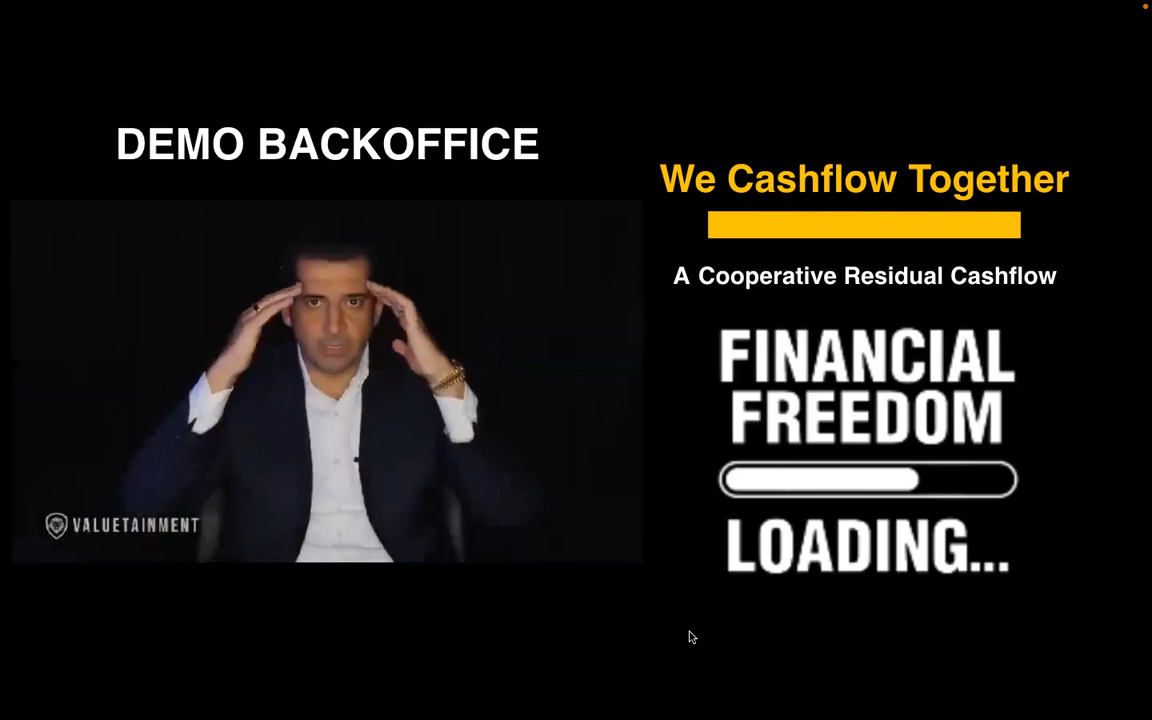 DEMO BACKOFFICE
VALUETAINMENT
We Cashflow Together
A Cooperative Residual Cashflow
FINANCIAL
FREEDOM
LOADING...